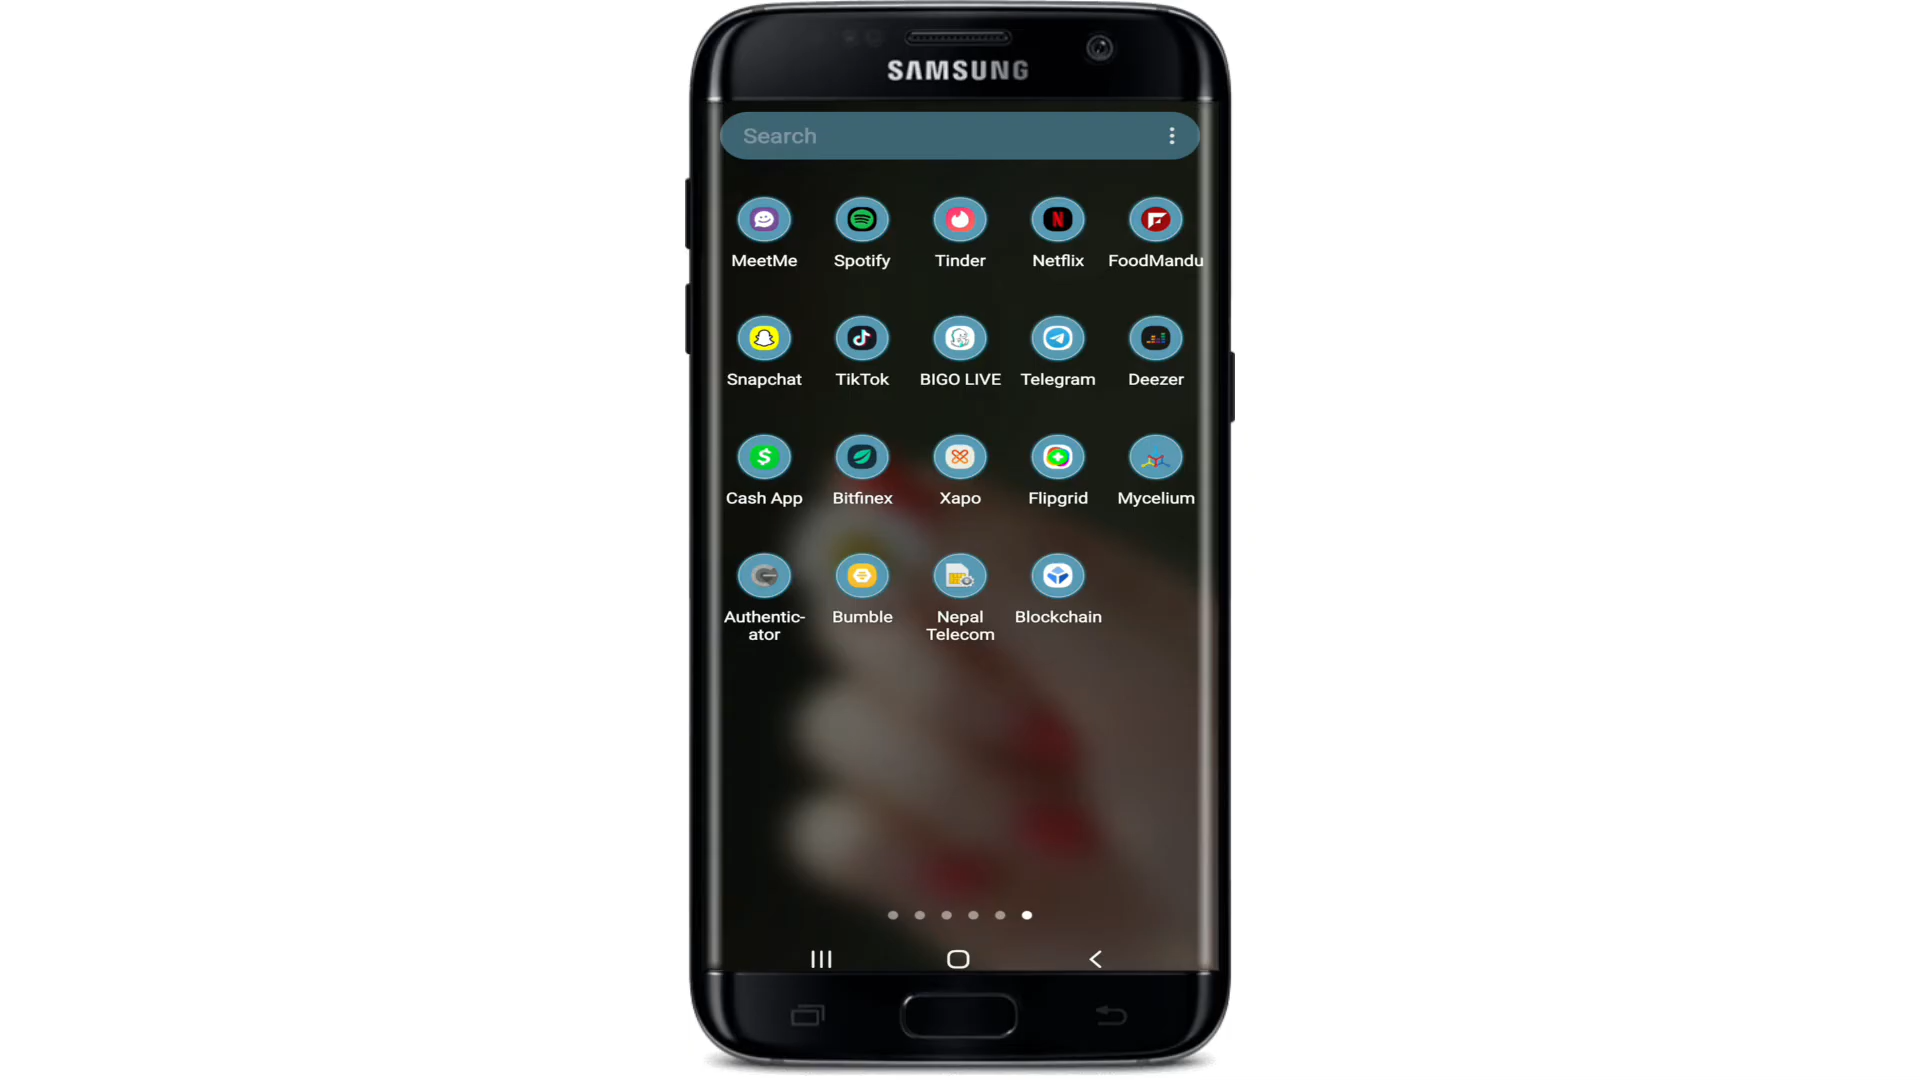 SAMSUNG
Search
MeetMe Spotify Tinder Netflix FoodMandu
Snapchat TikTok BIGO LIVE Telegram Deezer
Cash App Bitfinex Xapo Flipgrid Mycelium
Authentic- Bumble Nepal Blockchain
ator Telecom